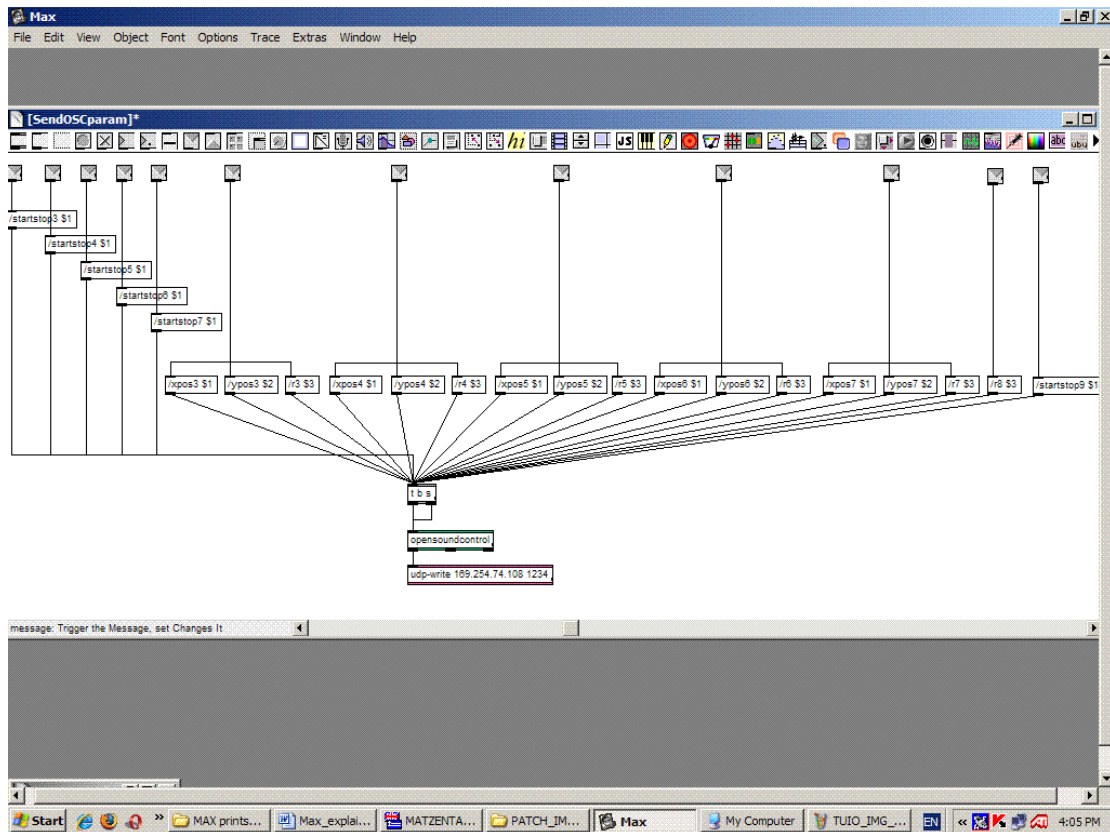 Max
File Edit View Object Font Options Trace Extras Window Help
[SendOSCparam]*
hi JS abc
/startstop3 $1
/startstop4 $1
/startstop5 $1
/startstop6 $1
/startstop7 $1
/xpos3 $1 /ypos3 $2 /r3 $3 /xpos4 $1 /ypos4 $2 /r4 $3 /xpos5 $1 /ypos5 $2 /r5 $3 /xpos6 $1 /ypos6 $2 /r6 $3 /xpos7 $1 /ypos7 $2 /r7 $3 /r8 $3 /startstop9 $1
t b s
opensoundcontrol
udp-write 169.254.74.108 1234
message: Trigger the Message, set Changes It
Start » MAX prints... Max_explai... MATZENTA... PATCH_IM... Max My Computer TUIO_IMG_... EN « 4:05 PM